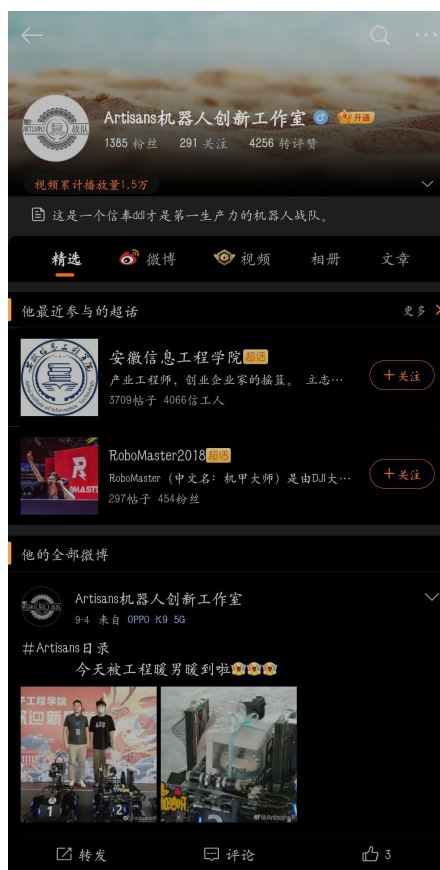 Artisans机器人创新工作室 开通
1385 粉丝 291 关注 4256 转评赞
视频累计播放量1.5万
这是一个信奉ddl才是第一生产力的机器人战队。
精选 微博 视频 相册 文章
他最近参与的超话 更多
安徽信息工程学院 超话
产业工程师，创业企业家的摇篮。 立志…
3709帖子 4066信工人
+关注
RoboMaster2018 超话
RoboMaster（中文名：机甲大师）是由DJI大…
297帖子 454粉丝
+关注
他的全部微博
Artisans机器人创新工作室
9-4 来自 OPPO K9 5G
#Artisans日录
今天被工程暖男暖到啦
转发 评论 3